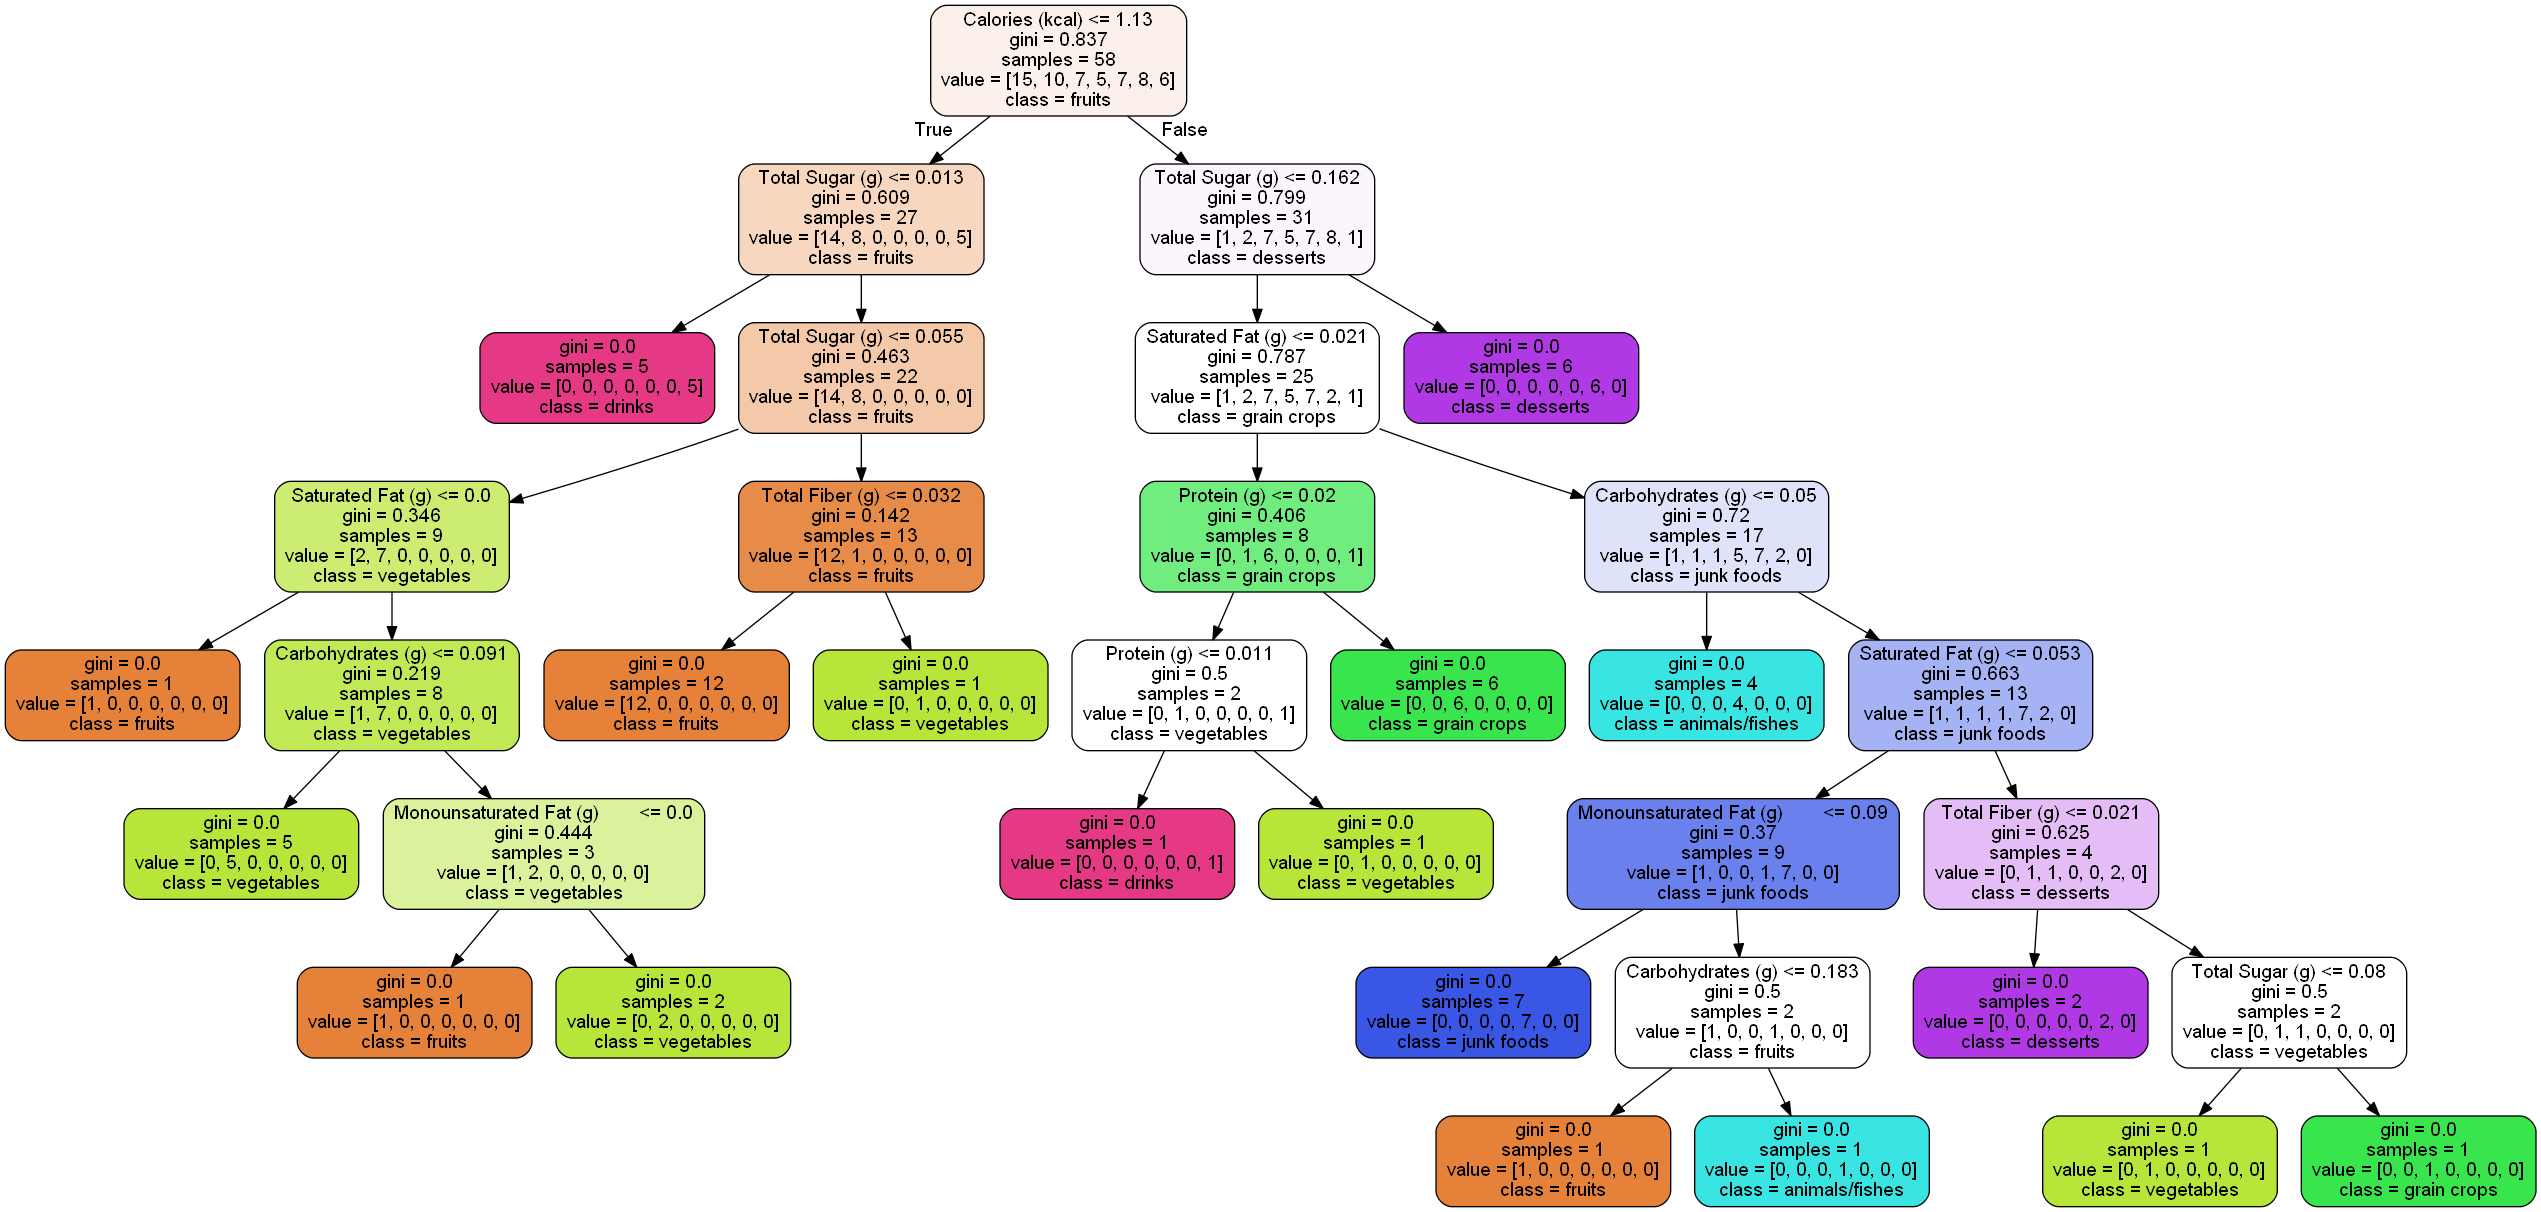 Calories (kcal) <= 1.13
gini = 0.837
samples = 58
value = [15, 10, 7, 5, 7, 8, 6]
class = fruits
True
False
Total Sugar (g) <= 0.013
gini = 0.609
samples = 27
value = [14, 8, 0, 0, 0, 0, 5]
class = fruits
Total Sugar (g) <= 0.162
gini = 0.799
samples = 31
value = [1, 2, 7, 5, 7, 8, 1]
class = desserts
gini = 0.0
samples = 5
value = [0, 0, 0, 0, 0, 0, 5]
class = drinks
Total Sugar (g) <= 0.055
gini = 0.463
samples = 22
value = [14, 8, 0, 0, 0, 0, 0]
class = fruits
Saturated Fat (g) <= 0.021
gini = 0.787
samples = 25
value = [1, 2, 7, 5, 7, 2, 1]
class = grain crops
gini = 0.0
samples = 6
value = [0, 0, 0, 0, 0, 6, 0]
class = desserts
Saturated Fat (g) <= 0.0
gini = 0.346
samples = 9
value = [2, 7, 0, 0, 0, 0, 0]
class = vegetables
Total Fiber (g) <= 0.032
gini = 0.142
samples = 13
value = [12, 1, 0, 0, 0, 0, 0]
class = fruits
Protein (g) <= 0.02
gini = 0.406
samples = 8
value = [0, 1, 6, 0, 0, 0, 1]
class = grain crops
Carbohydrates (g) <= 0.05
gini = 0.72
samples = 17
value = [1, 1, 1, 5, 7, 2, 0]
class = junk foods
gini = 0.0
samples = 1
value = [1, 0, 0, 0, 0, 0, 0]
class = fruits
Carbohydrates (g) <= 0.091
gini = 0.219
samples = 8
value = [1, 7, 0, 0, 0, 0, 0]
class = vegetables
gini = 0.0
samples = 12
value = [12, 0, 0, 0, 0, 0, 0]
class = fruits
gini = 0.0
samples = 1
value = [0, 1, 0, 0, 0, 0, 0]
class = vegetables
Protein (g) <= 0.011
gini = 0.5
samples = 2
value = [0, 1, 0, 0, 0, 0, 1]
class = vegetables
gini = 0.0
samples = 6
value = [0, 0, 6, 0, 0, 0, 0]
class = grain crops
gini = 0.0
samples = 4
value = [0, 0, 0, 4, 0, 0, 0]
class = animals/fishes
Saturated Fat (g) <= 0.053
gini = 0.663
samples = 13
value = [1, 1, 1, 1, 7, 2, 0]
class = junk foods
gini = 0.0
samples = 5
value = [0, 5, 0, 0, 0, 0, 0]
class = vegetables
Monounsaturated Fat (g) <= 0.0
gini = 0.444
samples = 3
value = [1, 2, 0, 0, 0, 0, 0]
class = vegetables
gini = 0.0
samples = 1
value = [0, 0, 0, 0, 0, 0, 1]
class = drinks
gini = 0.0
samples = 1
value = [0, 1, 0, 0, 0, 0, 0]
class = vegetables
Monounsaturated Fat (g) <= 0.09
gini = 0.37
samples = 9
value = [1, 0, 0, 1, 7, 0, 0]
class = junk foods
Total Fiber (g) <= 0.021
gini = 0.625
samples = 4
value = [0, 1, 1, 0, 0, 2, 0]
class = desserts
gini = 0.0
samples = 1
value = [1, 0, 0, 0, 0, 0, 0]
class = fruits
gini = 0.0
samples = 2
value = [0, 2, 0, 0, 0, 0, 0]
class = vegetables
gini = 0.0
samples = 7
value = [0, 0, 0, 0, 7, 0, 0]
class = junk foods
Carbohydrates (g) <= 0.183
gini = 0.5
samples = 2
value = [1, 0, 0, 1, 0, 0, 0]
class = fruits
gini = 0.0
samples = 2
value = [0, 0, 0, 0, 0, 2, 0]
class = desserts
Total Sugar (g) <= 0.08
gini = 0.5
samples = 2
value = [0, 1, 1, 0, 0, 0, 0]
class = vegetables
gini = 0.0
samples = 1
value = [1, 0, 0, 0, 0, 0, 0]
class = fruits
gini = 0.0
samples = 1
value = [0, 0, 0, 1, 0, 0, 0]
class = animals/fishes
gini = 0.0
samples = 1
value = [0, 1, 0, 0, 0, 0, 0]
class = vegetables
gini = 0.0
samples = 1
value = [0, 0, 1, 0, 0, 0, 0]
class = grain crops